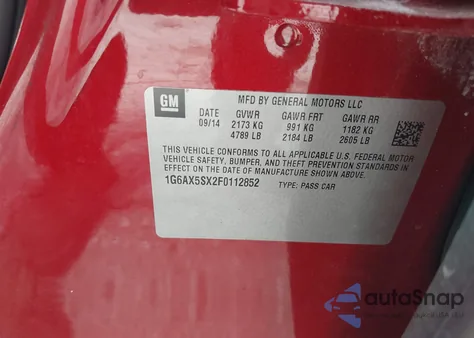 GM
MFD BY GENERAL MOTORS LLC
DATE GVWR GAWR FRT GAWR RR
09/14 2173 KG 991 KG 1182 KG
4789 LB 2184 LB 2605 LB
THIS VEHICLE CONFORMS TO ALL APPLICABLE U.S. FEDERAL MOTOR
VEHICLE SAFETY, BUMPER, AND THEFT PREVENTION STANDARDS IN
EFFECT ON THE DATE OF MANUFACTURE SHOWN ABOVE.
1G6AX5SX2F0112852 TYPE: PASS CAR
autoSnap